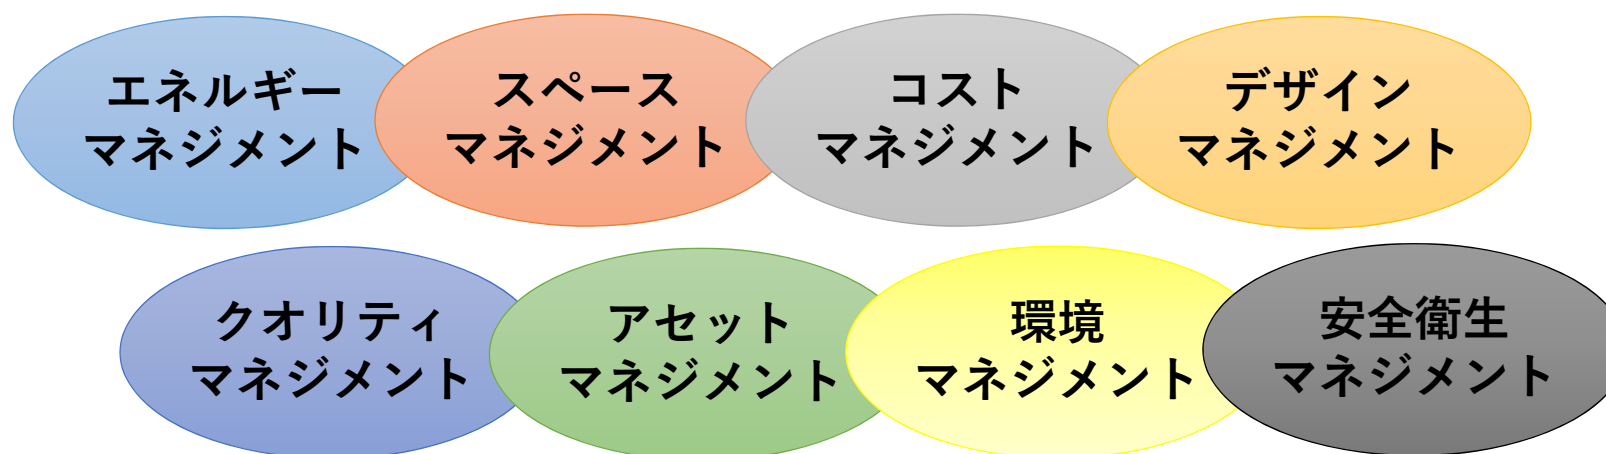 エネルギー
マネジメント
スペース
マネジメント
コスト
マネジメント
デザイン
マネジメント
クオリティ
マネジメント
アセット
マネジメント
環境
マネジメント
安全衛生
マネジメント